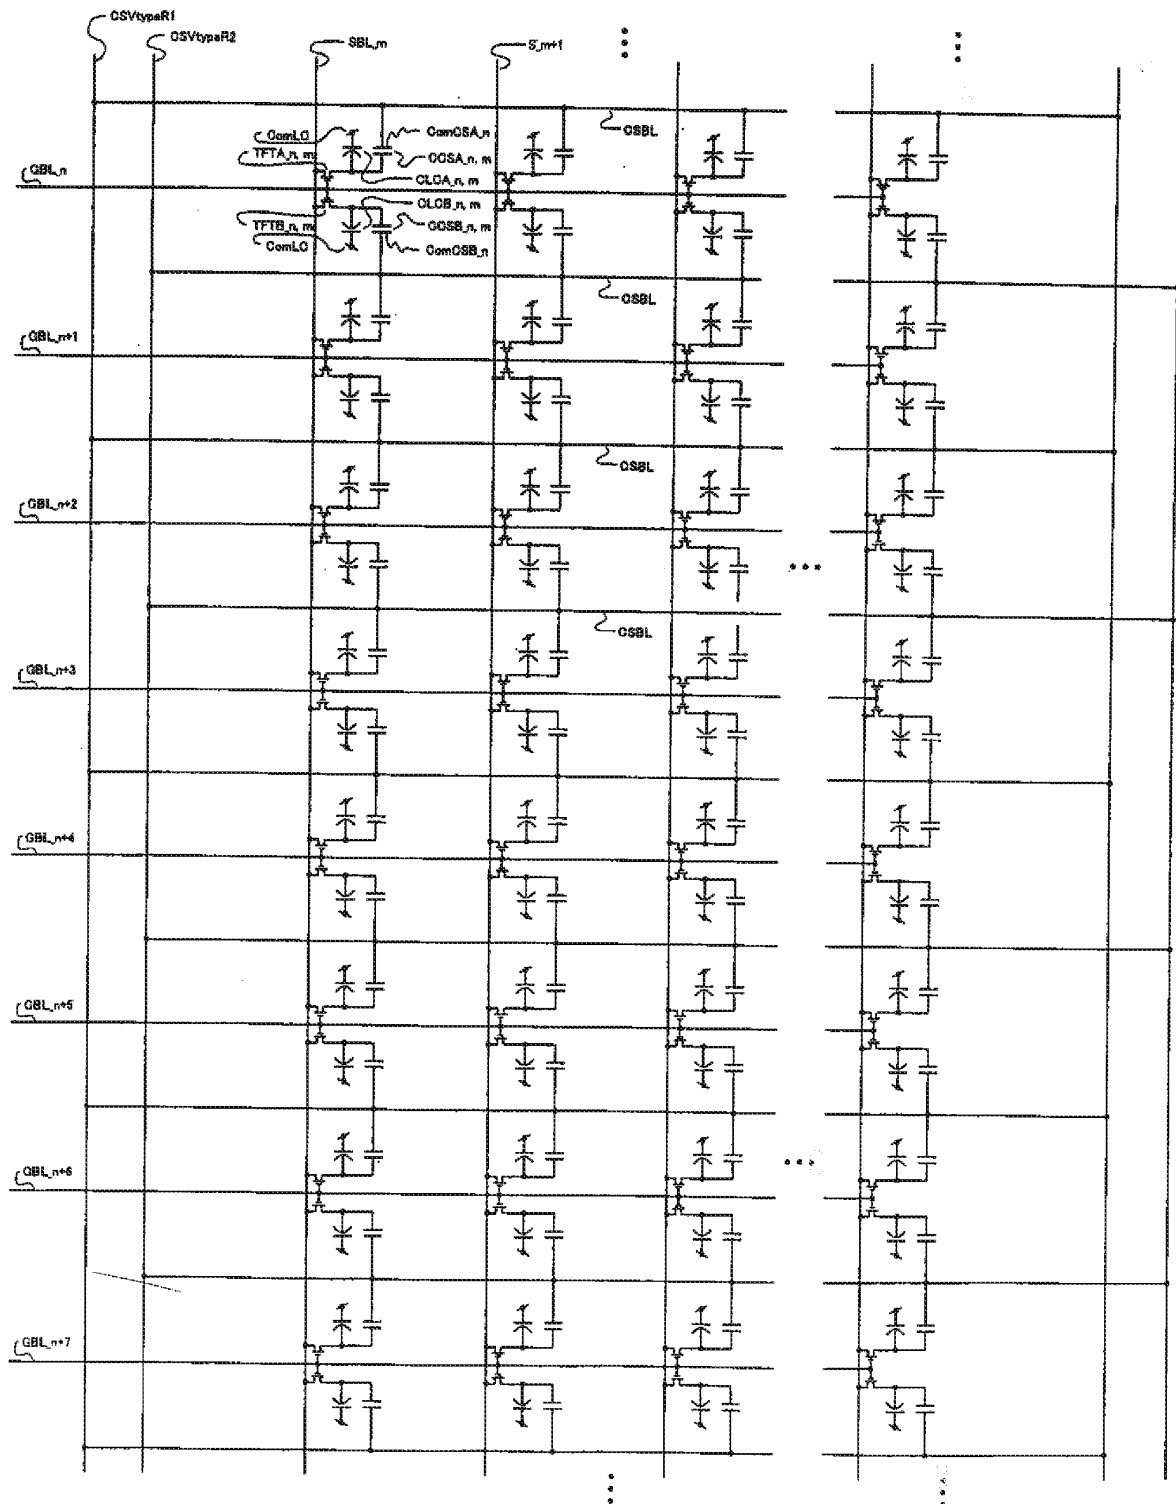 CSVtypeR1
CSVtypeR2
SBL_m
S_m+1
CSBL
ComLC
ComCSA_n
TFTA_n, m
CCSA_n, m
GBL_n
CLCA_n, m
CLCB_n, m
TFTB_n, m
CCSB_n, m
ComLC
ComCSB_n
CSBL
GBL_n+1
CSBL
GBL_n+2
CSBL
GBL_n+3
GBL_n+4
GBL_n+5
GBL_n+6
GBL_n+7